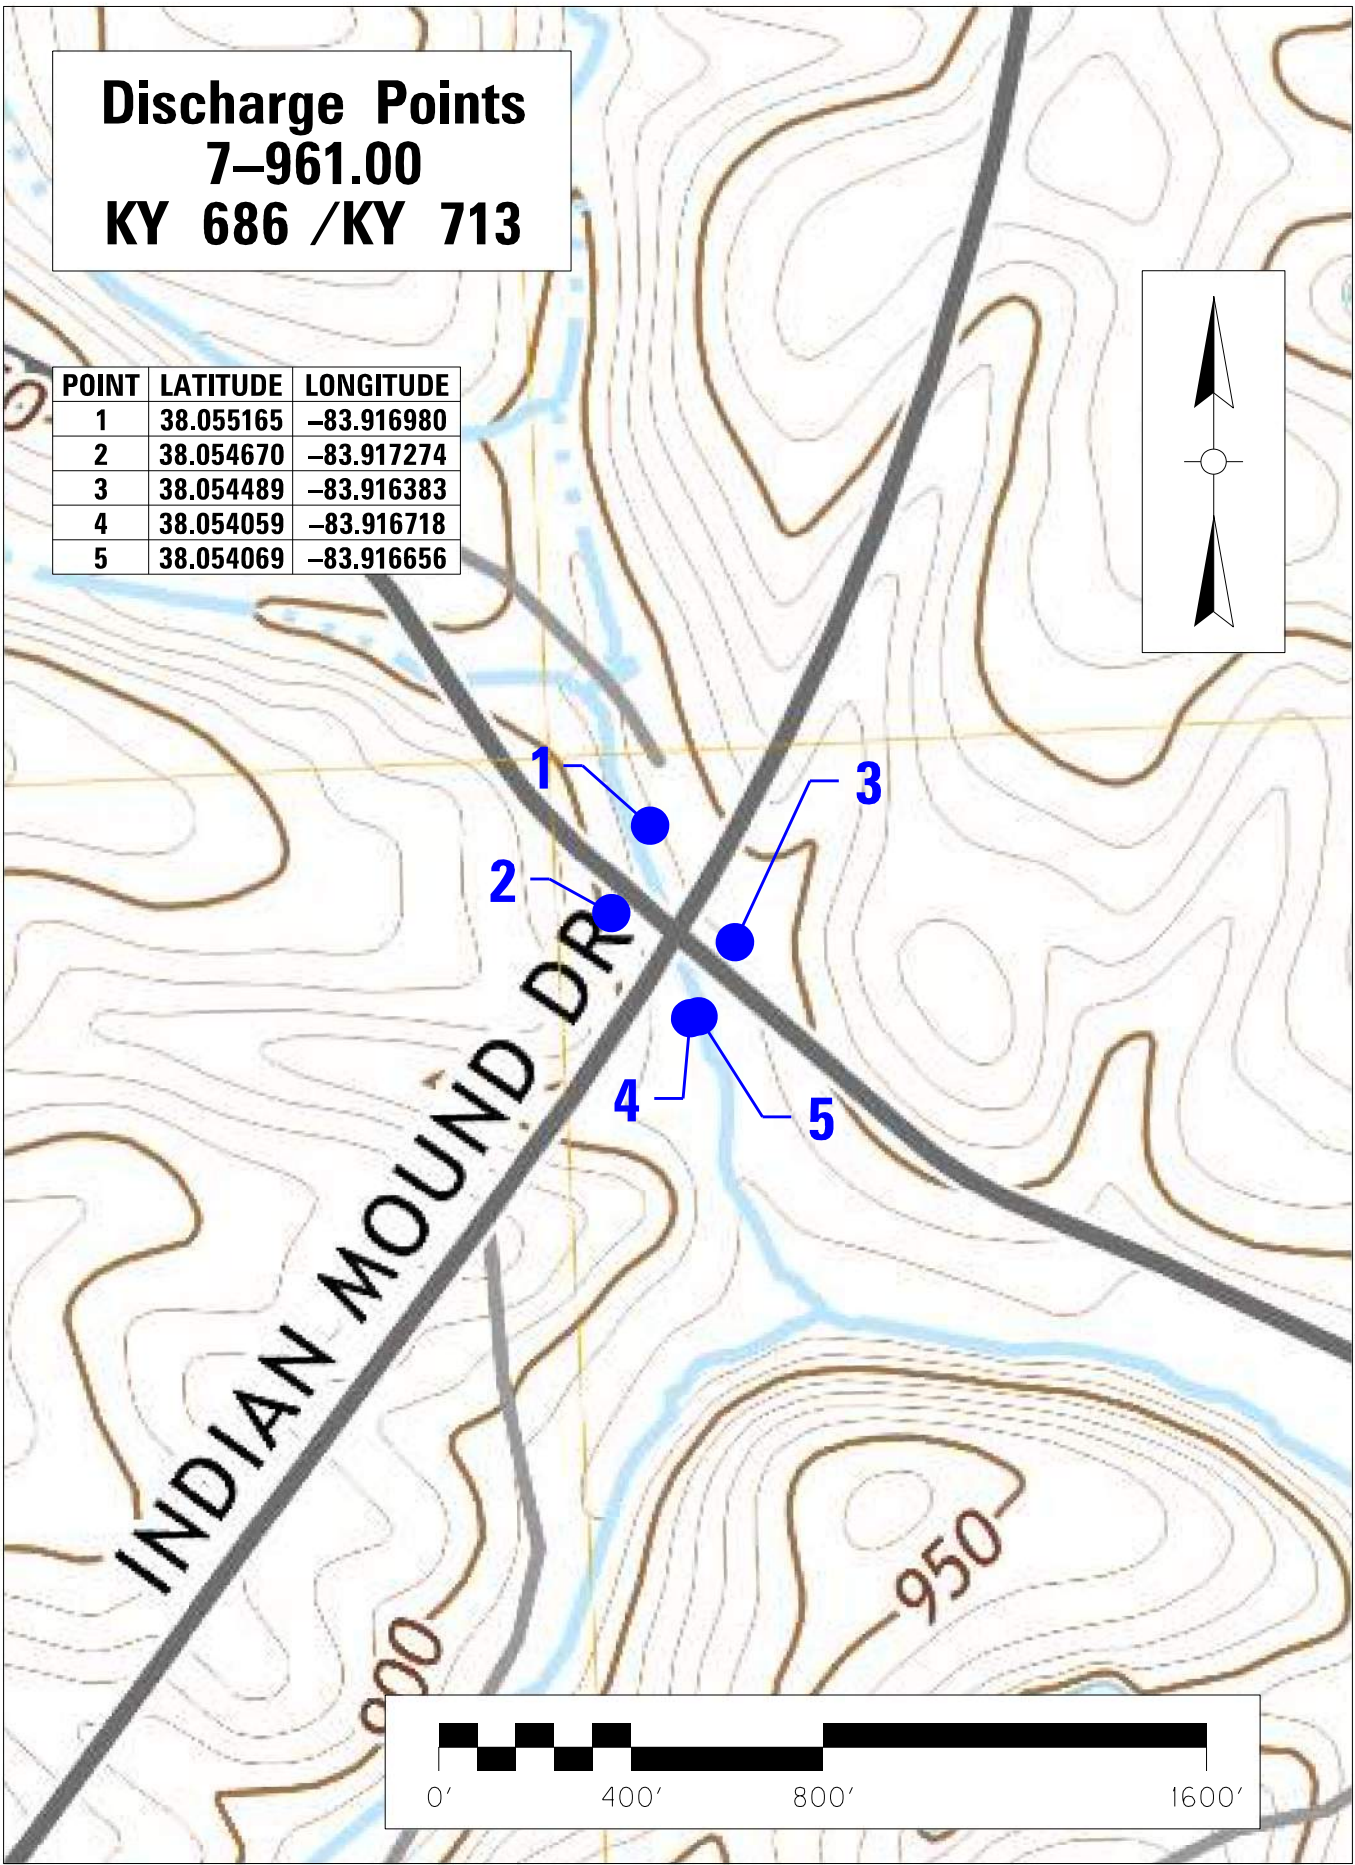 Discharge Points
7–961.00
KY 686 /KY 713
POINT LATITUDE LONGITUDE
1 38.055165 –83.916980
2 38.054670 –83.917274
3 38.054489 –83.916383
4 38.054059 –83.916718
5 38.054069 –83.916656
1
3
2
4
5
INDIAN MOUND DR
950
900
0' 400' 800' 1600'